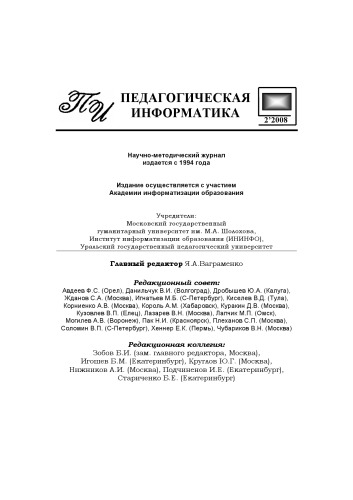 ПИ
ПЕДАГОГИЧЕСКАЯ
ИНФОРМАТИКА
2'2008
Научно-методический журнал
издается с 1994 года
Издание осуществляется с участием
Академии информатизации образования
Учредители:
Московский государственный
гуманитарный университет им. М.А. Шолохова,
Институт информатизации образования (ИНИНФО),
Уральский государственный педагогический университет
Главный редактор Я.А.Ваграменко
Редакционный совет:
Авдеев Ф.С. (Орел), Данильчук В.И. (Волгоград), Дробышев Ю.А. (Калуга),
Жданов С.А. (Москва), Игнатьев М.Б. (С-Петербург), Киселев В.Д. (Тула),
Корниенко А.В. (Москва), Король А.М. (Хабаровск), Куракин Д.В. (Москва),
Кузовлев В.П. (Елец), Лазарев В.Н. (Москва), Лапчик М.П. (Омск),
Могилев А.В. (Воронеж), Пак Н.И. (Красноярск), Плеханов С.П. (Москва),
Соломин В.П. (С-Петербург), Хеннер Е.К. (Пермь), Чубариков В.Н. (Москва)
Редакционная коллегия:
Зобов Б.И. (зам. главного редактора, Москва),
Игошев Б.М. (Екатеринбург), Круглов Ю.Г. (Москва),
Нижников А.И. (Москва), Подчиненов И.Е. (Екатеринбург),
Стариченко Б.Е. (Екатеринбург)